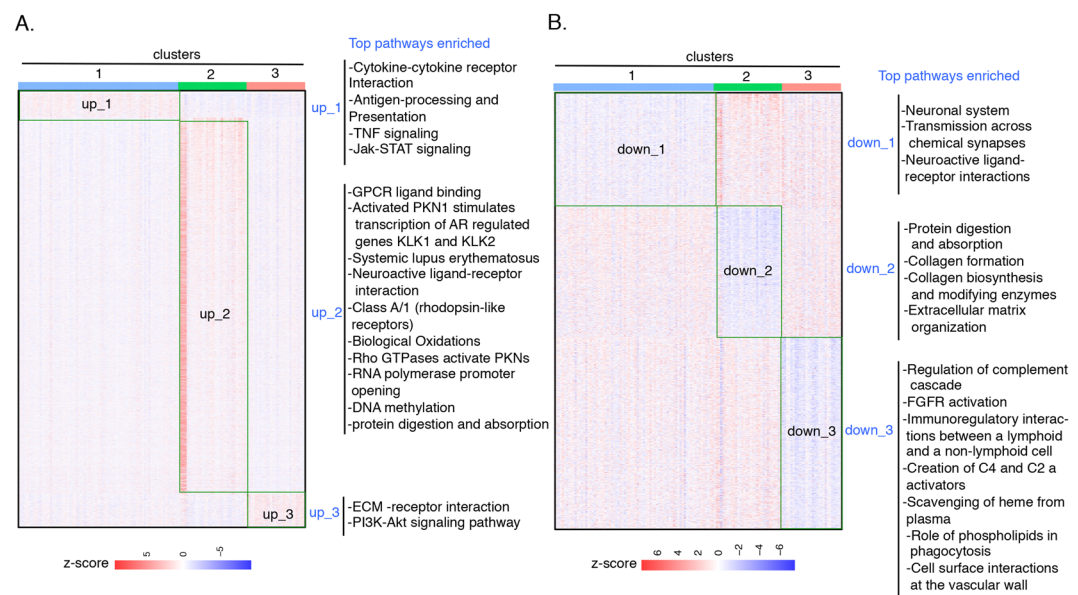 A.
Top pathways enriched
clusters
1 2 3
up_1
up_2
up_3
up_1
-Cytokine-cytokine receptor
Interaction
-Antigen-processing and
Presentation
-TNF signaling
-Jak-STAT signaling
up_2
-GPCR ligand binding
-Activated PKN1 stimulates
transcription of AR regulated
genes KLK1 and KLK2
-Systemic lupus erythematosus
-Neuroactive ligand-receptor
interaction
-Class A/1 (rhodopsin-like
receptors)
-Biological Oxidations
-Rho GTPases activate PKNs
-RNA polymerase promoter
opening
-DNA methylation
-protein digestion and absorption
up_3
-ECM -receptor interaction
-PI3K-Akt signaling pathway
z-score
5 0 -5
B.
clusters
1 2 3
Top pathways enriched
down_1
down_2
down_3
down_1
-Neuronal system
-Transmission across
chemical synapses
-Neuroactive ligand-
receptor interactions
down_2
-Protein digestion
and absorption
-Collagen formation
-Collagen biosynthesis
and modifying enzymes
-Extracellular matrix
organization
down_3
-Regulation of complement
cascade
-FGFR activation
-Immunoregulatory interac-
tions between a lymphoid
and a non-lymphoid cell
-Creation of C4 and C2 a
activators
-Scavenging of heme from
plasma
-Role of phospholipids in
phagocytosis
-Cell surface interactions
at the vascular wall
z-score
6 4 2 0 -2 -4 -6